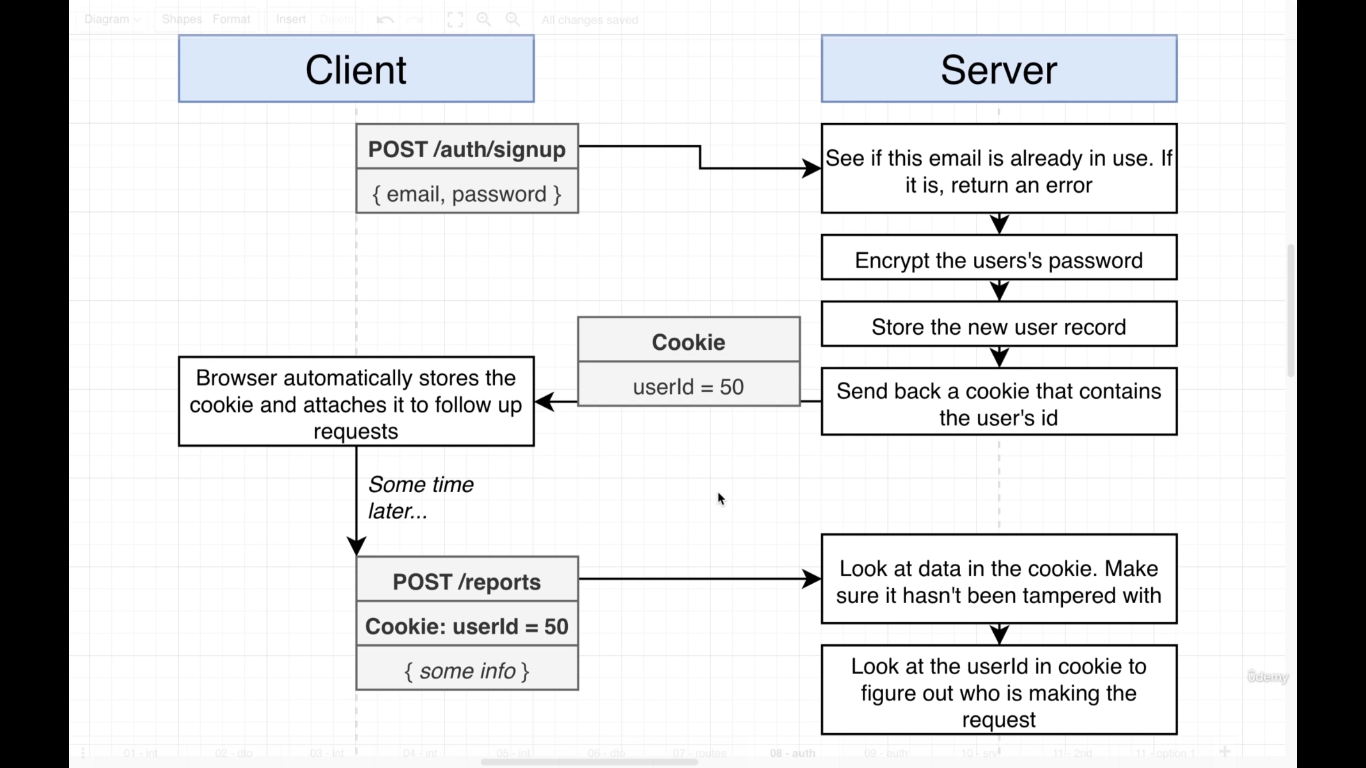 Diagram Shapes Format Insert Delete All changes saved
Client
Server
POST /auth/signup
{ email, password }
See if this email is already in use. If
it is, return an error
Encrypt the users's password
Store the new user record
Cookie
userId = 50
Send back a cookie that contains
the user's id
Browser automatically stores the
cookie and attaches it to follow up
requests
Some time
later...
POST /reports
Cookie: userId = 50
{ some info }
Look at data in the cookie. Make
sure it hasn't been tampered with
Look at the userId in cookie to
figure out who is making the
request
ûdemy
01 - int 02 - dto 03 - int 04 - int 05 - int 06 - dto 07 - routes 08 - auth 09 - auth 10 - srv 11 - 2nd 11 - option 1